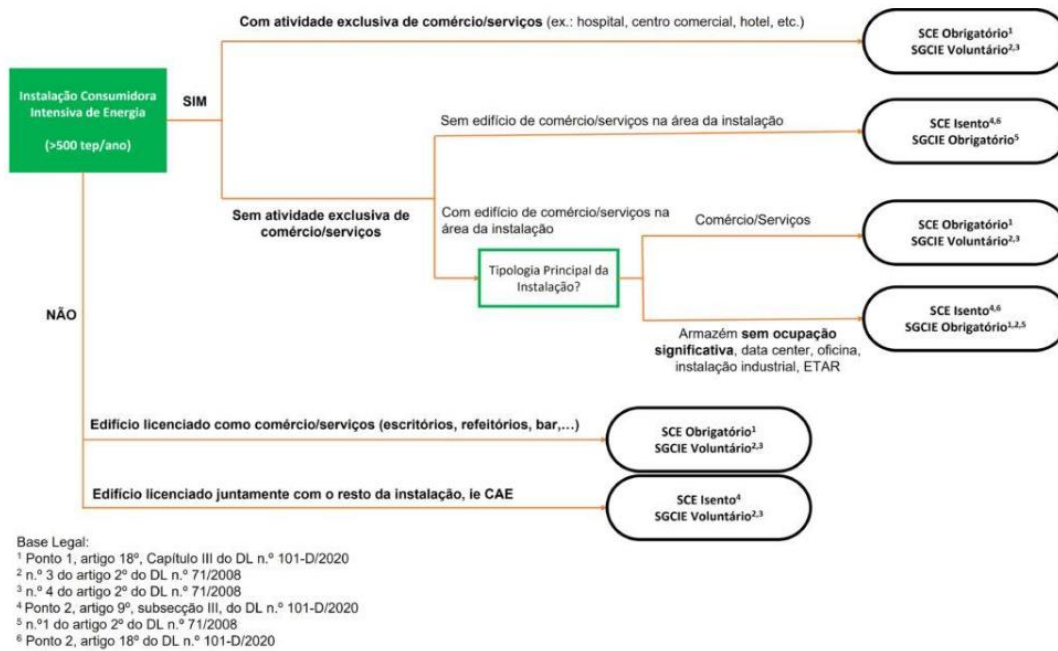 Com atividade exclusiva de comércio/serviços (ex.: hospital, centro comercial, hotel, etc.)
SCE Obrigatório¹
SGCIE Voluntário²,³
Instalação Consumidora
Intensiva de Energia
(>500 tep/ano)
SIM
Sem edifício de comércio/serviços na área da instalação
SCE Isento⁴,⁶
SGCIE Obrigatório⁵
Sem atividade exclusiva de
comércio/serviços
Com edifício de comércio/serviços na
área da instalação
Comércio/Serviços
SCE Obrigatório¹
SGCIE Voluntário²,³
Tipologia Principal da
Instalação?
NÃO
Armazém sem ocupação
significativa, data center, oficina,
instalação industrial, ETAR
SCE Isento⁴,⁶
SGCIE Obrigatório¹,²,⁵
Edifício licenciado como comércio/serviços (escritórios, refeitórios, bar,...)
SCE Obrigatório¹
SGCIE Voluntário²,³
Edifício licenciado juntamente com o resto da instalação, ie CAE
SCE Isento⁴
SGCIE Voluntário²,³
Base Legal:
¹ Ponto 1, artigo 18º, Capítulo III do DL n.º 101-D/2020
² n.º 3 do artigo 2º do DL n.º 71/2008
³ n.º 4 do artigo 2º do DL n.º 71/2008
⁴ Ponto 2, artigo 9º, subsecção III, do DL n.º 101-D/2020
⁵ n.º1 do artigo 2º do DL n.º 71/2008
⁶ Ponto 2, artigo 18º do DL n.º 101-D/2020